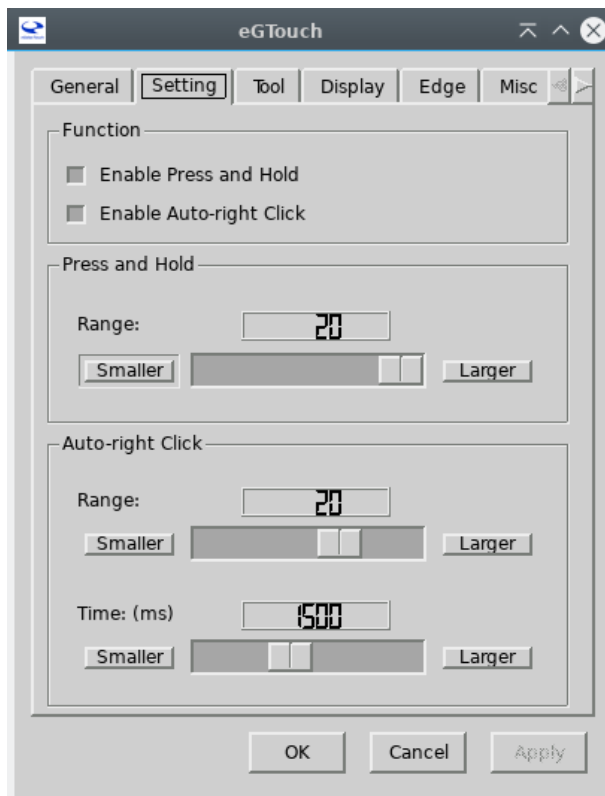 eGTouch
General Setting Tool Display Edge Misc
Function
Enable Press and Hold
Enable Auto-right Click
Press and Hold
Range: 20
Smaller Larger
Auto-right Click
Range: 20
Smaller Larger
Time: (ms) 1500
Smaller Larger
OK Cancel Apply